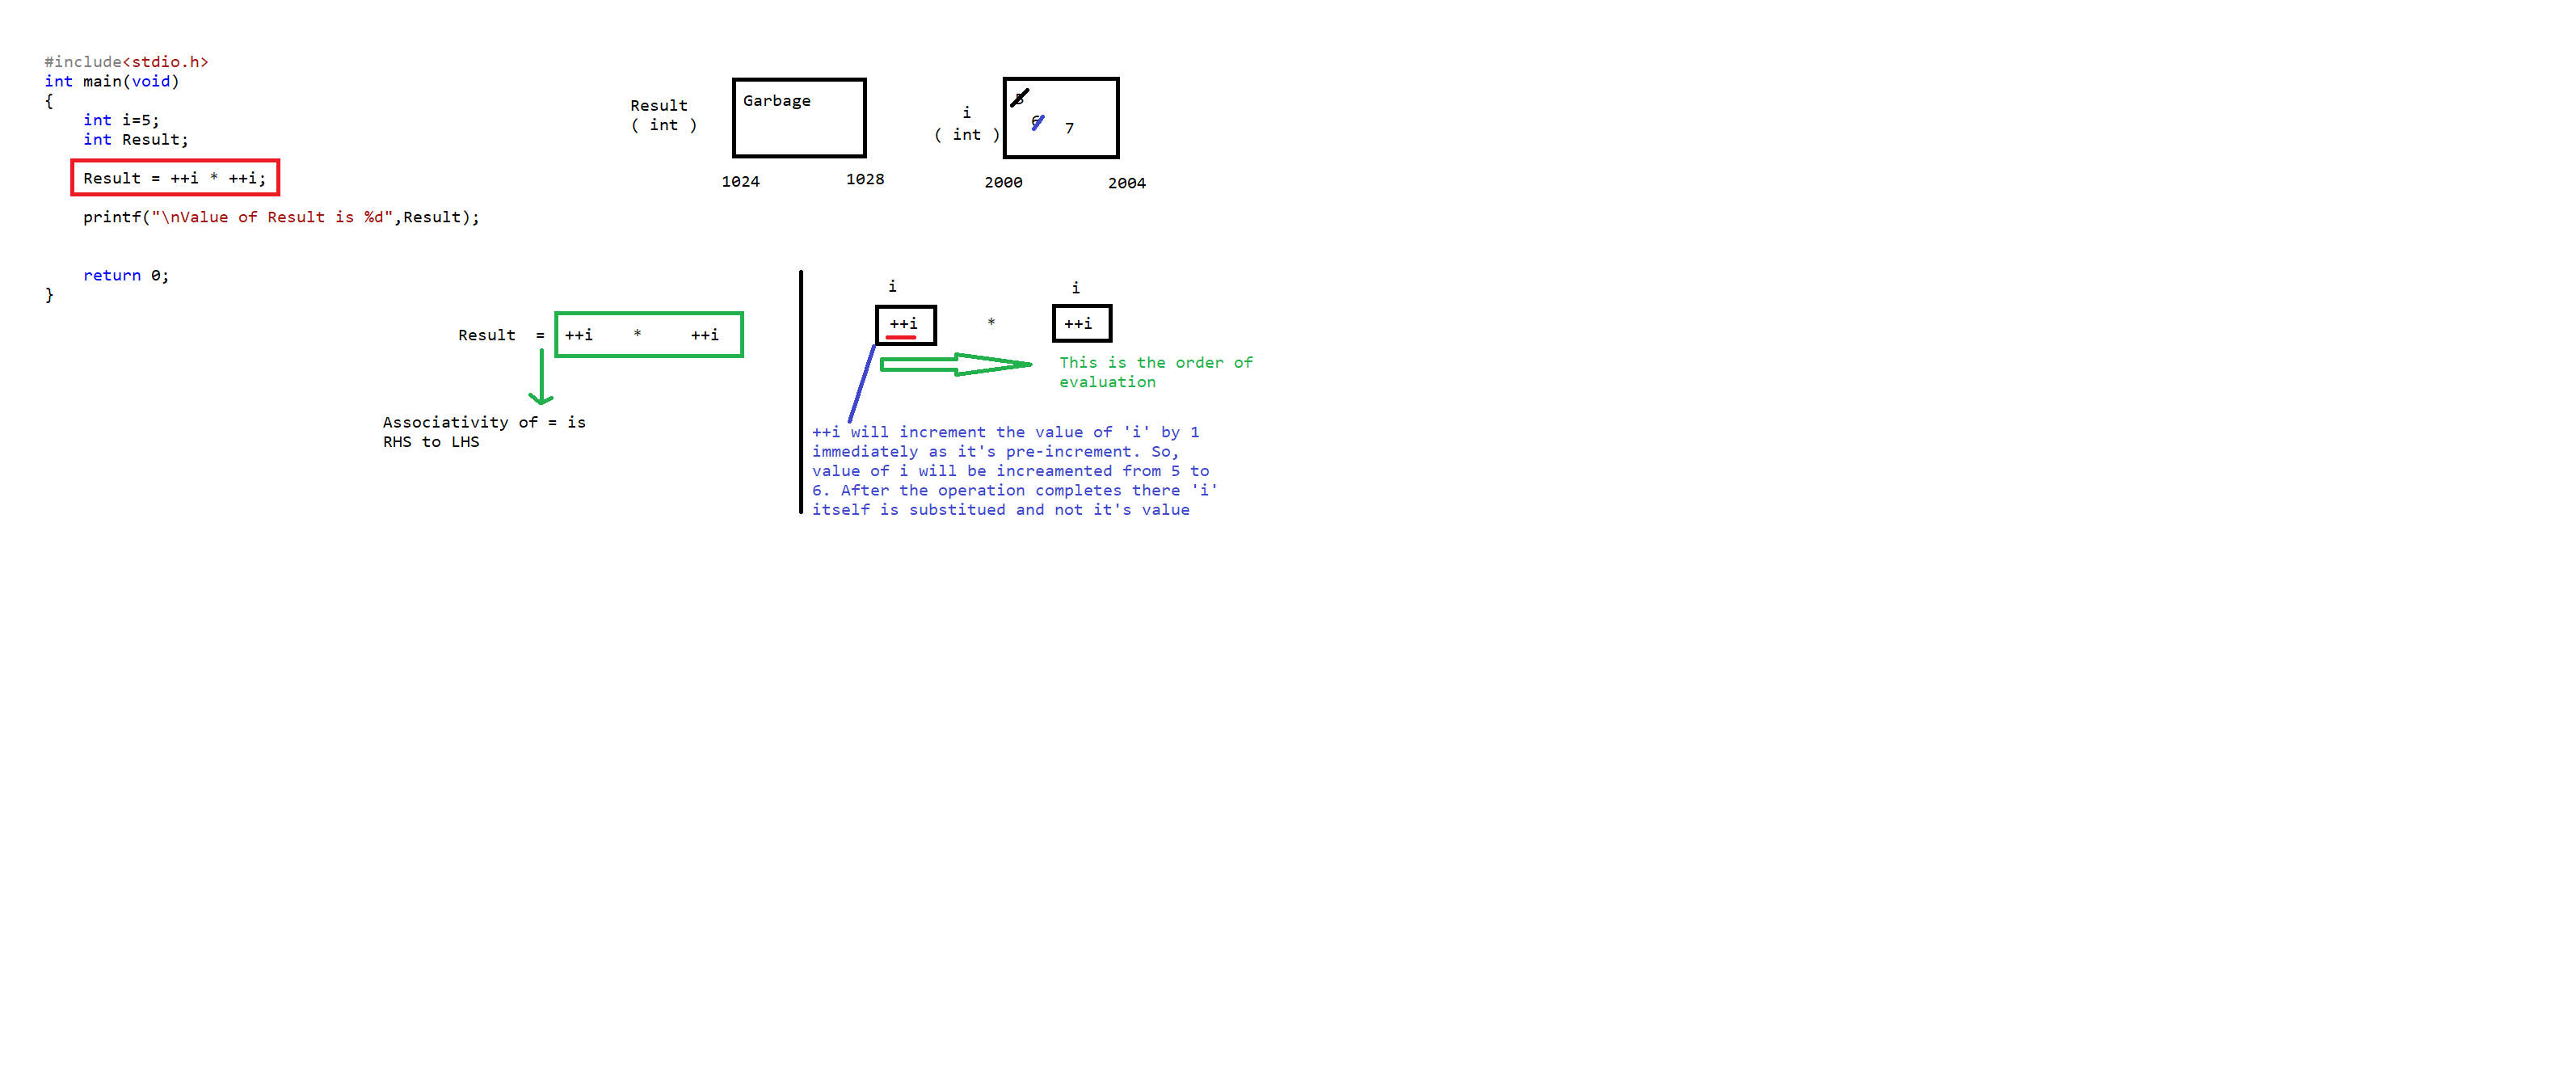 #include<stdio.h>
int main(void)
{
int i=5;
int Result;
Result = ++i * ++i;
printf("\nValue of Result is %d",Result);
return 0;
}
Result
( int )
Garbage
1024
1028
i
( int )
5
6
7
2000
2004
Result = ++i * ++i
Associativity of = is
RHS to LHS
i
i
++i * ++i
This is the order of
evaluation
++i will increment the value of 'i' by 1
immediately as it's pre-increment. So,
value of i will be increamented from 5 to
6. After the operation completes there 'i'
itself is substitued and not it's value